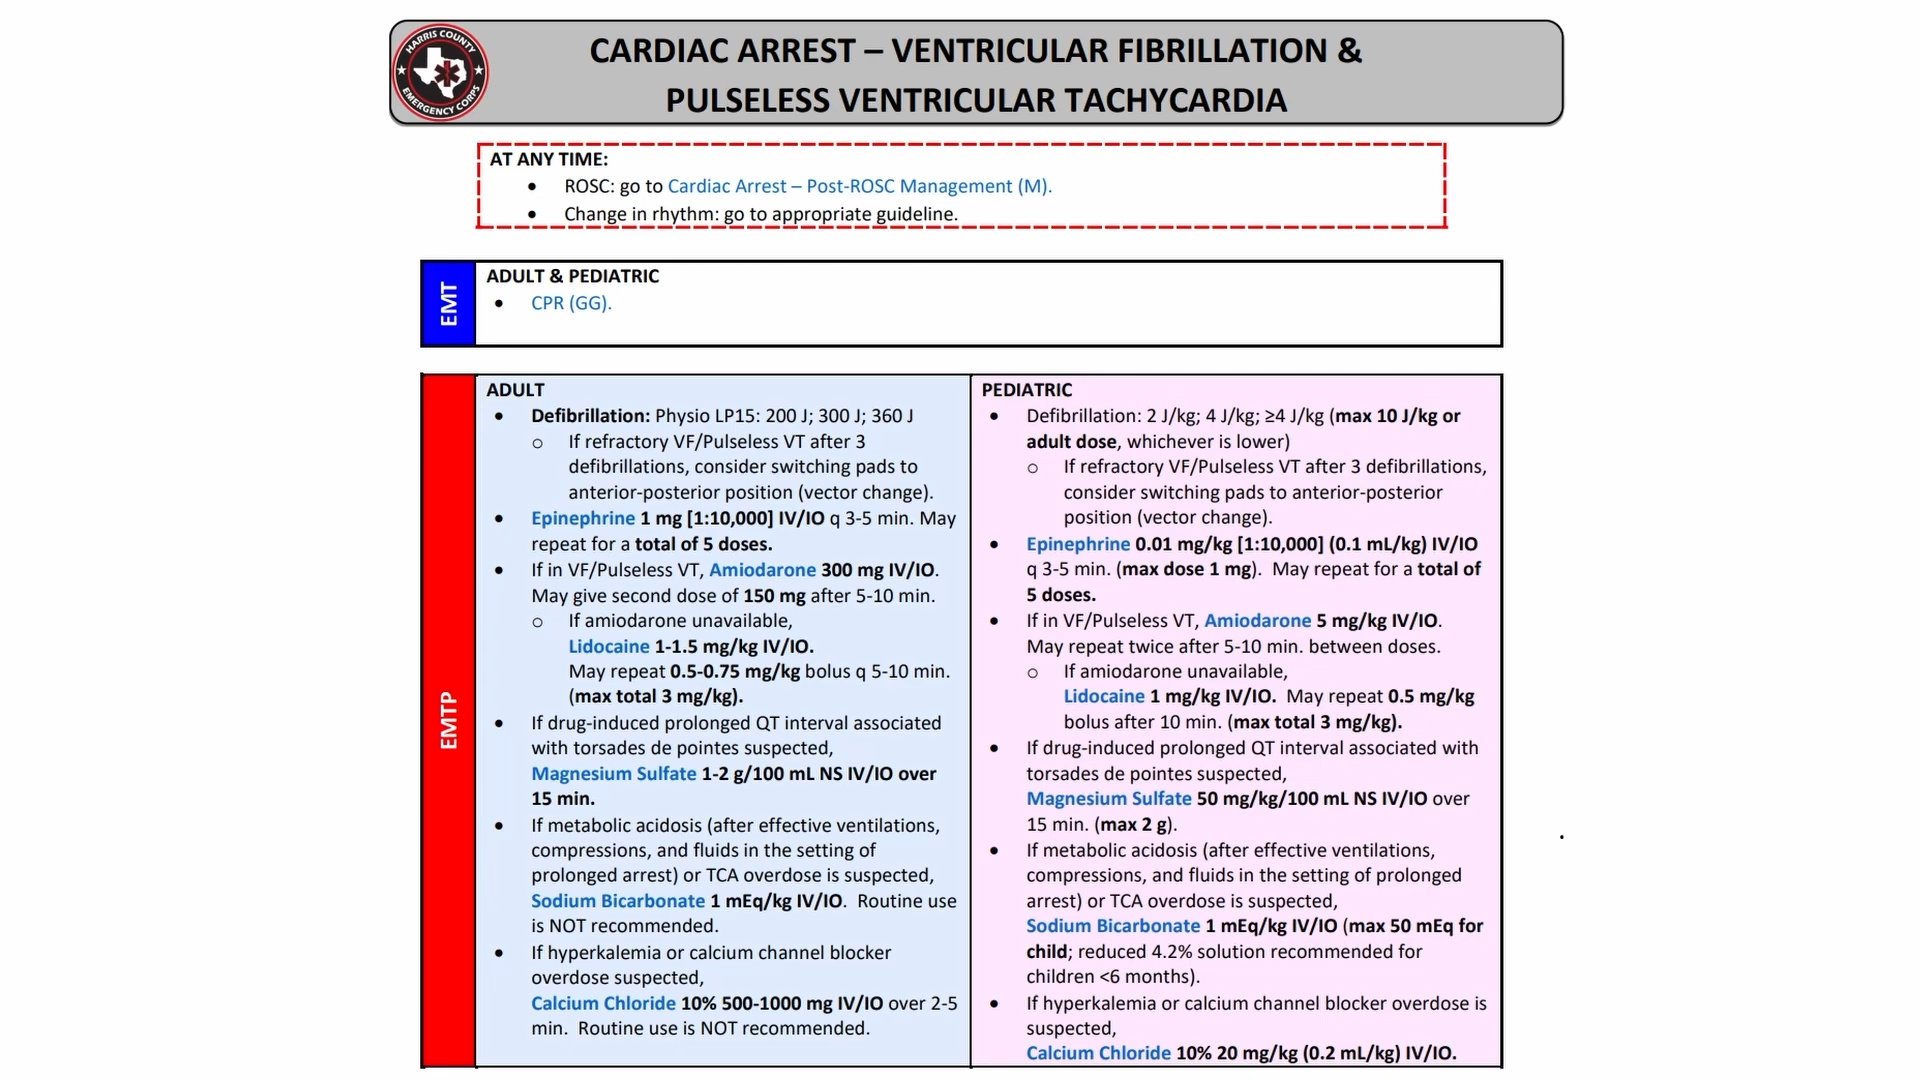 HARRIS COUNTY
EMERGENCY CORPS
CARDIAC ARREST – VENTRICULAR FIBRILLATION &
PULSELESS VENTRICULAR TACHYCARDIA
AT ANY TIME:
• ROSC: go to Cardiac Arrest – Post-ROSC Management (M).
• Change in rhythm: go to appropriate guideline.
EMT
ADULT & PEDIATRIC
• CPR (GG).
EMTP
ADULT
• Defibrillation: Physio LP15: 200 J; 300 J; 360 J
o If refractory VF/Pulseless VT after 3
defibrillations, consider switching pads to
anterior-posterior position (vector change).
• Epinephrine 1 mg [1:10,000] IV/IO q 3-5 min. May
repeat for a total of 5 doses.
• If in VF/Pulseless VT, Amiodarone 300 mg IV/IO.
May give second dose of 150 mg after 5-10 min.
o If amiodarone unavailable,
Lidocaine 1-1.5 mg/kg IV/IO.
May repeat 0.5-0.75 mg/kg bolus q 5-10 min.
(max total 3 mg/kg).
• If drug-induced prolonged QT interval associated
with torsades de pointes suspected,
Magnesium Sulfate 1-2 g/100 mL NS IV/IO over
15 min.
• If metabolic acidosis (after effective ventilations,
compressions, and fluids in the setting of
prolonged arrest) or TCA overdose is suspected,
Sodium Bicarbonate 1 mEq/kg IV/IO. Routine use
is NOT recommended.
• If hyperkalemia or calcium channel blocker
overdose suspected,
Calcium Chloride 10% 500-1000 mg IV/IO over 2-5
min. Routine use is NOT recommended.
PEDIATRIC
• Defibrillation: 2 J/kg; 4 J/kg; ≥4 J/kg (max 10 J/kg or
adult dose, whichever is lower)
o If refractory VF/Pulseless VT after 3 defibrillations,
consider switching pads to anterior-posterior
position (vector change).
• Epinephrine 0.01 mg/kg [1:10,000] (0.1 mL/kg) IV/IO
q 3-5 min. (max dose 1 mg). May repeat for a total of
5 doses.
• If in VF/Pulseless VT, Amiodarone 5 mg/kg IV/IO.
May repeat twice after 5-10 min. between doses.
o If amiodarone unavailable,
Lidocaine 1 mg/kg IV/IO. May repeat 0.5 mg/kg
bolus after 10 min. (max total 3 mg/kg).
• If drug-induced prolonged QT interval associated with
torsades de pointes suspected,
Magnesium Sulfate 50 mg/kg/100 mL NS IV/IO over
15 min. (max 2 g).
• If metabolic acidosis (after effective ventilations,
compressions, and fluids in the setting of prolonged
arrest) or TCA overdose is suspected,
Sodium Bicarbonate 1 mEq/kg IV/IO (max 50 mEq for
child; reduced 4.2% solution recommended for
children <6 months).
• If hyperkalemia or calcium channel blocker overdose is
suspected,
Calcium Chloride 10% 20 mg/kg (0.2 mL/kg) IV/IO.